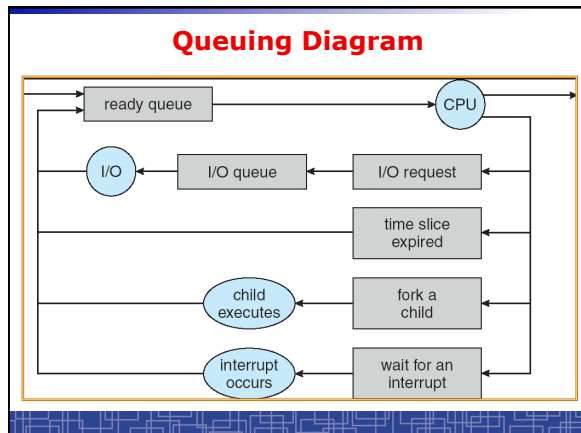 Queuing Diagram
ready queue
CPU
I/O
I/O queue
I/O request
time slice
expired
child
executes
fork a
child
interrupt
occurs
wait for an
interrupt